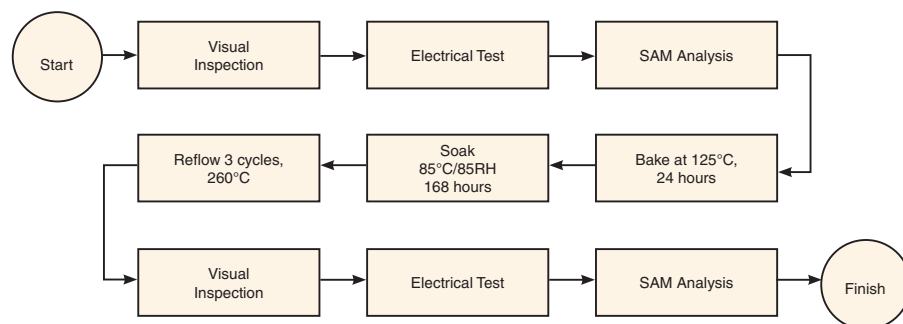 Start
Visual
Inspection
Electrical Test
SAM Analysis
Bake at 125°C,
24 hours
Soak
85°C/85RH
168 hours
Reflow 3 cycles,
260°C
Visual
Inspection
Electrical Test
SAM Analysis
Finish